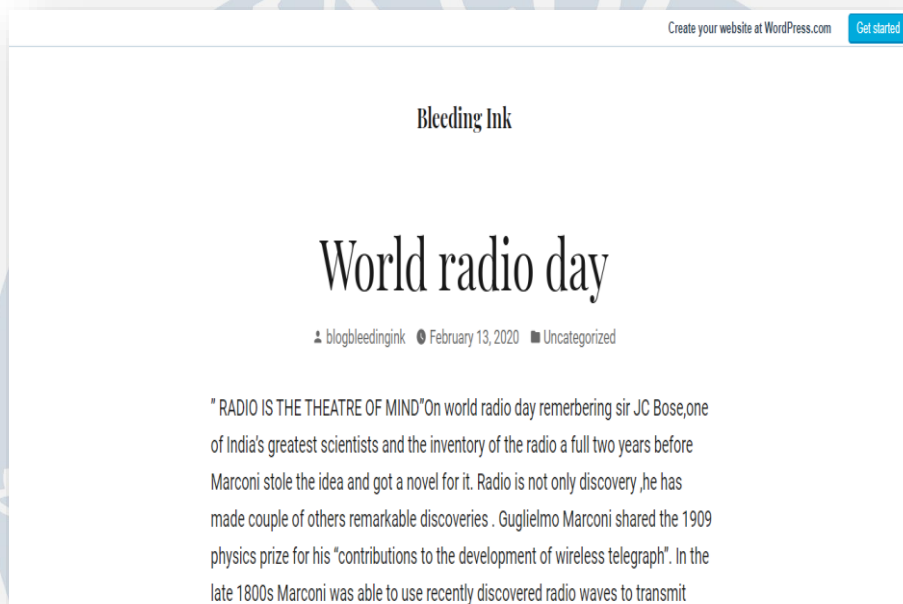 Create your website at WordPress.com
Get started
Bleeding Ink
World radio day
blogbleedingink February 13, 2020 Uncategorized
” RADIO IS THE THEATRE OF MIND”On world radio day remerbering sir JC Bose,one
of India’s greatest scientists and the inventory of the radio a full two years before
Marconi stole the idea and got a novel for it. Radio is not only discovery ,he has
made couple of others remarkable discoveries . Guglielmo Marconi shared the 1909
physics prize for his “contributions to the development of wireless telegraph”. In the
late 1800s Marconi was able to use recently discovered radio waves to transmit